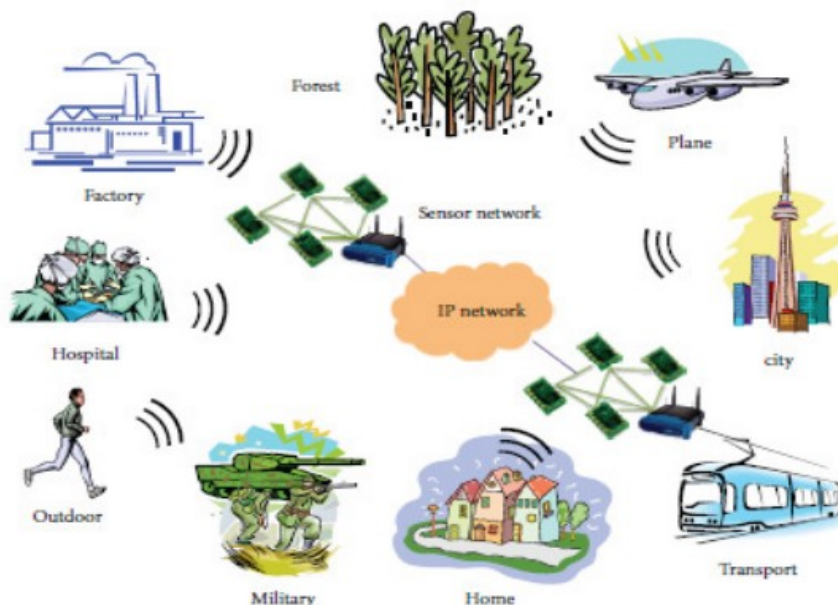 Forest
Plane
Factory
Sensor network
IP network
Hospital
city
Outdoor
Transport
Military
Home